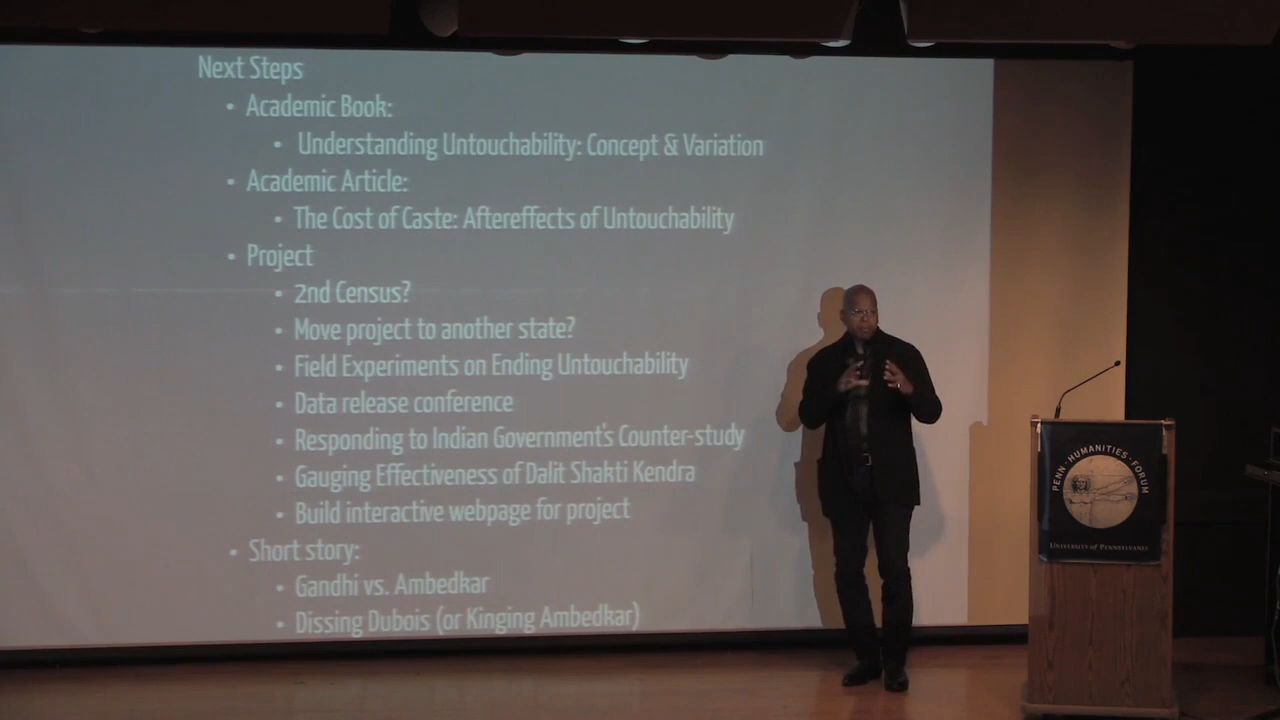 Next Steps
• Academic Book:
• Understanding Untouchability: Concept & Variation
• Academic Article:
• The Cost of Caste: Aftereffects of Untouchability
• Project
• 2nd Census?
• Move project to another state?
• Field Experiments on Ending Untouchability
• Data release conference
• Responding to Indian Government's Counter-study
• Gauging Effectiveness of Dalit Shakti Kendra
• Build interactive webpage for project
• Short story:
• Gandhi vs. Ambedkar
• Dissing Dubois (or Kinging Ambedkar)
PENN · HUMANITIES · FORUM
UNIVERSITY of PENNSYLVANIA